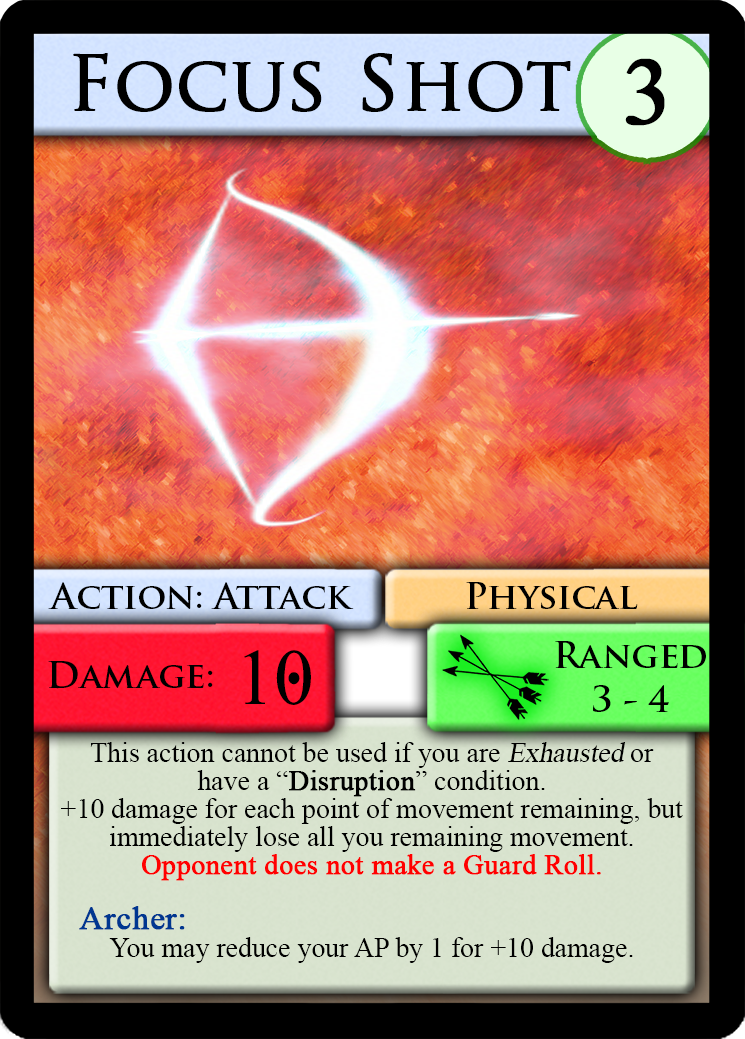 Focus Shot 3
Action: Attack
Physical
Damage: 10
Ranged
3 - 4
This action cannot be used if you are Exhausted or
have a “Disruption” condition.
+10 damage for each point of movement remaining, but
immediately lose all you remaining movement.
Opponent does not make a Guard Roll.
Archer:
You may reduce your AP by 1 for +10 damage.